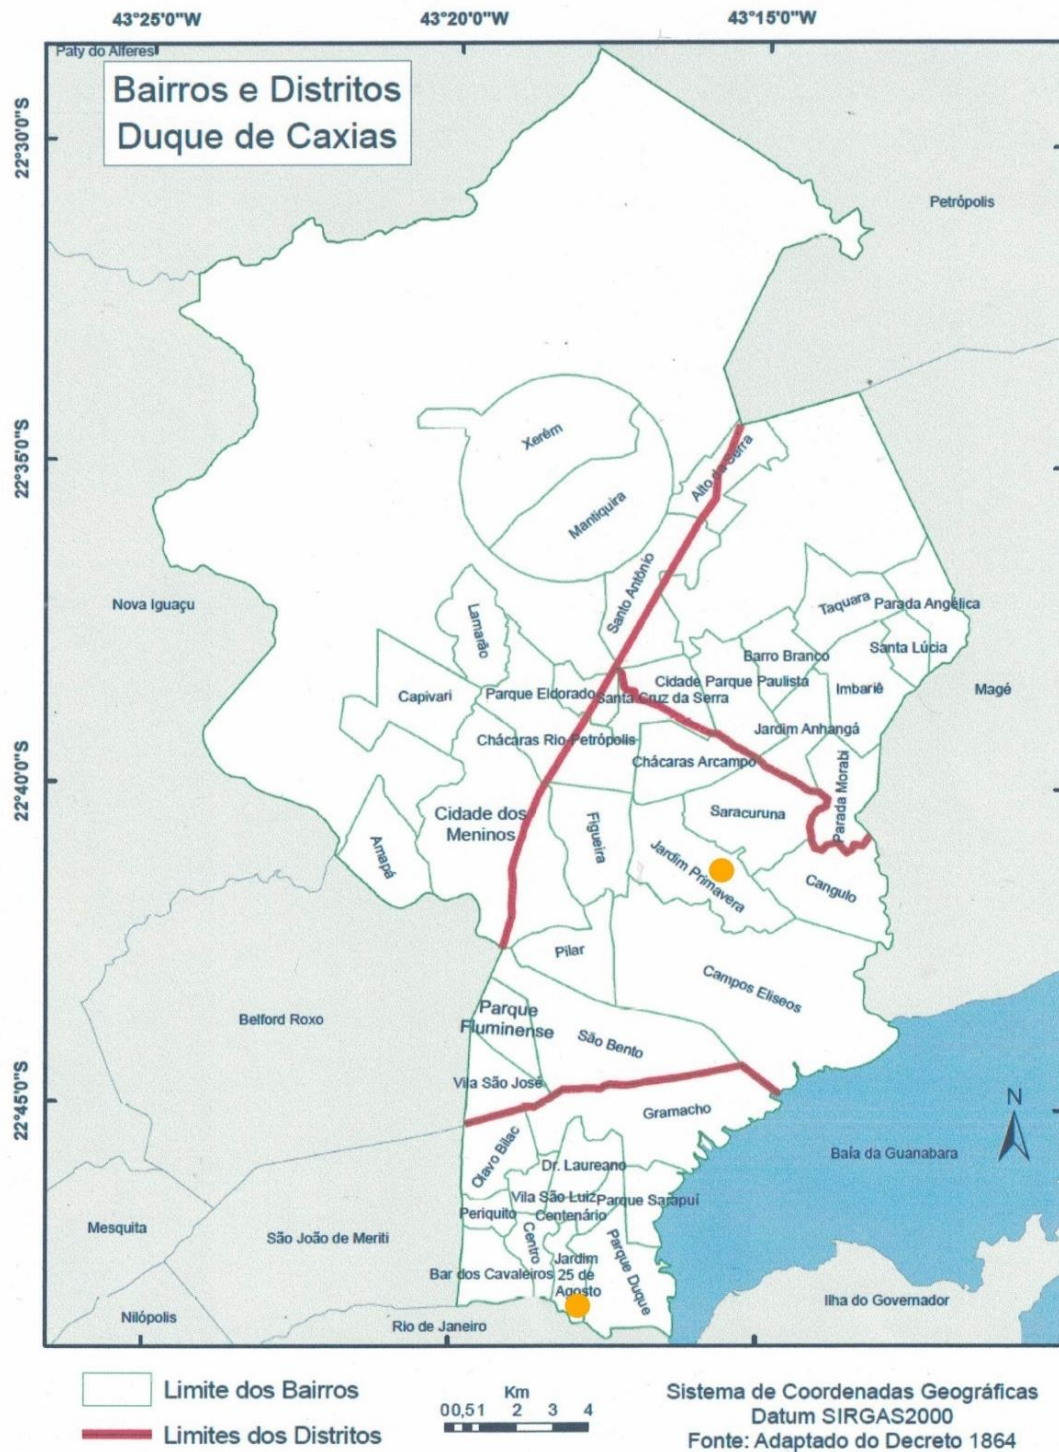 43°25'0"W
43°20'0"W
43°15'0"W
Paty do Alferes
Bairros e Distritos
Duque de Caxias
22°30'0"S
Petrópolis
Xerém
22°35'0"S
Alto da Serra
Mantiquira
Santo Antônio
Nova Iguaçu
Taquara
Parada Angélica
Lamarão
Santa Lúcia
Barro Branco
Capivari
Parque Eldorado
Santa Cruz da Serra
Cidade Parque Paulista
Imbariê
Magé
Jardim Anhangá
Chácaras Rio-Petrópolis
Chácaras Arcampo
22°40'0"S
Parada Morabi
Cidade dos
Meninos
Saracuruna
Figueira
Amapá
Jardim Primavera
Cangulo
Pilar
Campos Eliseos
Belford Roxo
Parque
Fluminense
São Bento
Vila São José
22°45'0"S
Gramacho
N
Olavo Bilac
Baía da Guanabara
Dr. Laureano
Vila São Luiz
Parque Sarapuí
Periquito
Centenário
Mesquita
São João de Meriti
Centro
Parque Duque
Bar dos Cavaleiros
Jardim
25 de
Agosto
Ilha do Governador
Nilópolis
Rio de Janeiro
Limite dos Bairros
Limites dos Distritos
Km
00,51 2 3 4
Sistema de Coordenadas Geográficas
Datum SIRGAS2000
Fonte: Adaptado do Decreto 1864